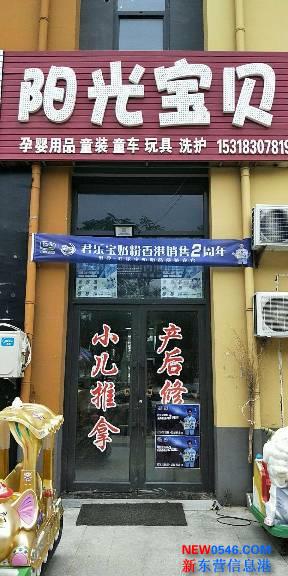 阳光宝贝
孕婴用品 童装 童车 玩具 洗护 15318307819
君乐宝奶粉香港销售2周年
小儿推拿
产后修
NEW0546.COM
新东营信息港